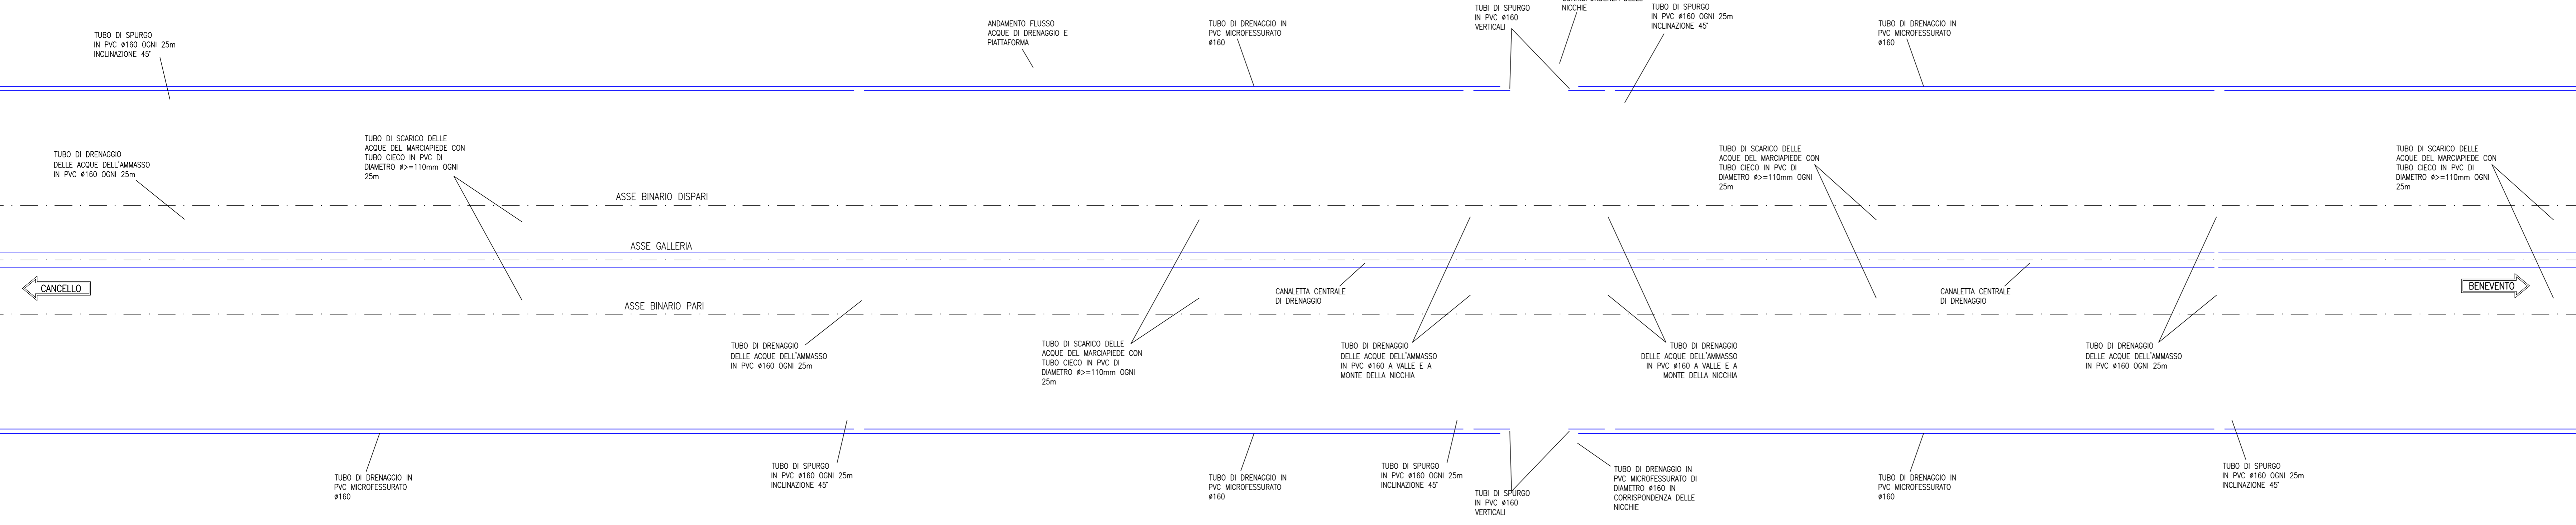 TUBO DI SPURGO
IN PVC ø160 OGNI 25m
INCLINAZIONE 45°
ANDAMENTO FLUSSO
ACQUE DI DRENAGGIO E
PIATTAFORMA
TUBO DI DRENAGGIO IN
PVC MICROFESSURATO
ø160
TUBI DI SPURGO
IN PVC ø160
VERTICALI
CORRISPONDENZA DELLE
NICCHIE
TUBO DI SPURGO
IN PVC ø160 OGNI 25m
INCLINAZIONE 45°
TUBO DI DRENAGGIO IN
PVC MICROFESSURATO
ø160
TUBO DI DRENAGGIO
DELLE ACQUE DELL'AMMASSO
IN PVC ø160 OGNI 25m
TUBO DI SCARICO DELLE
ACQUE DEL MARCIAPIEDE CON
TUBO CIECO IN PVC DI
DIAMETRO ø>=110mm OGNI
25m
TUBO DI SCARICO DELLE
ACQUE DEL MARCIAPIEDE CON
TUBO CIECO IN PVC DI
DIAMETRO ø>=110mm OGNI
25m
TUBO DI SCARICO DELLE
ACQUE DEL MARCIAPIEDE CON
TUBO CIECO IN PVC DI
DIAMETRO ø>=110mm OGNI
25m
ASSE BINARIO DISPARI
ASSE GALLERIA
CANCELLO
ASSE BINARIO PARI
CANALETTA CENTRALE
DI DRENAGGIO
CANALETTA CENTRALE
DI DRENAGGIO
BENEVENTO
TUBO DI DRENAGGIO
DELLE ACQUE DELL'AMMASSO
IN PVC ø160 OGNI 25m
TUBO DI SCARICO DELLE
ACQUE DEL MARCIAPIEDE CON
TUBO CIECO IN PVC DI
DIAMETRO ø>=110mm OGNI
25m
TUBO DI DRENAGGIO
DELLE ACQUE DELL'AMMASSO
IN PVC ø160 A VALLE E A
MONTE DELLA NICCHIA
TUBO DI DRENAGGIO
DELLE ACQUE DELL'AMMASSO
IN PVC ø160 A VALLE E A
MONTE DELLA NICCHIA
TUBO DI DRENAGGIO
DELLE ACQUE DELL'AMMASSO
IN PVC ø160 OGNI 25m
TUBO DI DRENAGGIO IN
PVC MICROFESSURATO
ø160
TUBO DI SPURGO
IN PVC ø160 OGNI 25m
INCLINAZIONE 45°
TUBO DI DRENAGGIO IN
PVC MICROFESSURATO
ø160
TUBO DI SPURGO
IN PVC ø160 OGNI 25m
INCLINAZIONE 45°
TUBI DI SPURGO
IN PVC ø160
VERTICALI
TUBO DI DRENAGGIO IN
PVC MICROFESSURATO DI
DIAMETRO ø160 IN
CORRISPONDENZA DELLE
NICCHIE
TUBO DI DRENAGGIO IN
PVC MICROFESSURATO
ø160
TUBO DI SPURGO
IN PVC ø160 OGNI 25m
INCLINAZIONE 45°